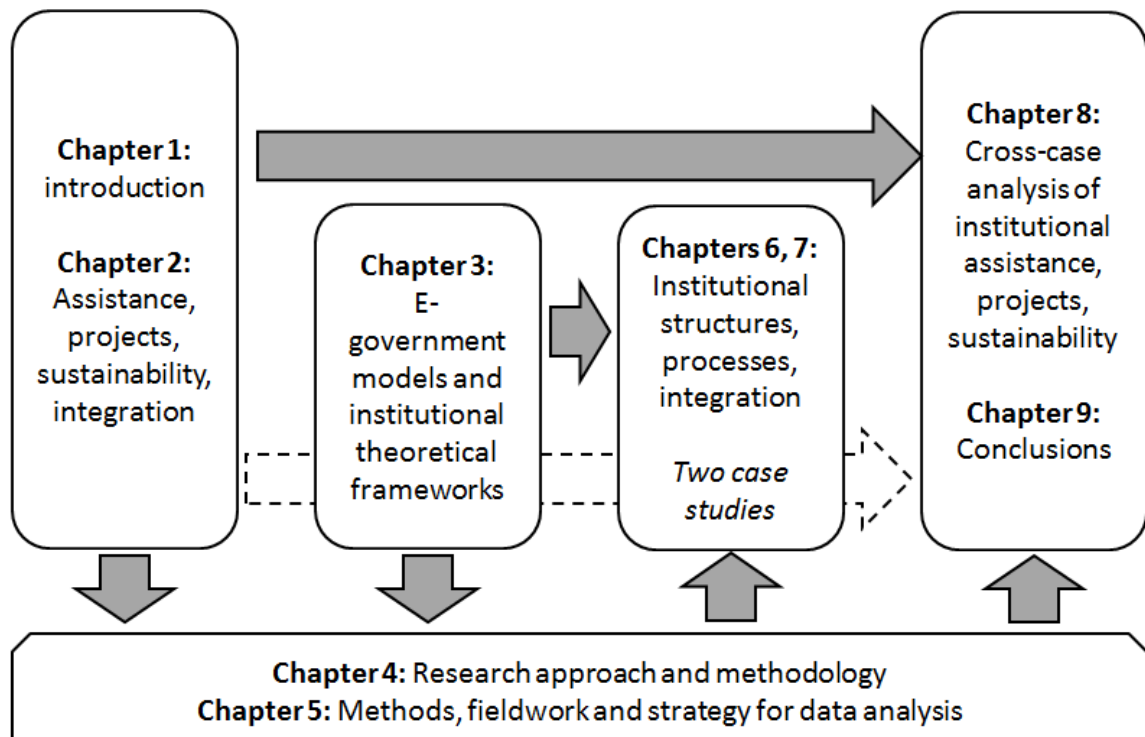 Chapter 1:
introduction
Chapter 2:
Assistance,
projects,
sustainability,
integration
Chapter 3:
E-
government
models and
institutional
theoretical
frameworks
Chapters 6, 7:
Institutional
structures,
processes,
integration
Two case
studies
Chapter 8:
Cross-case
analysis of
institutional
assistance,
projects,
sustainability
Chapter 9:
Conclusions
Chapter 4: Research approach and methodology
Chapter 5: Methods, fieldwork and strategy for data analysis